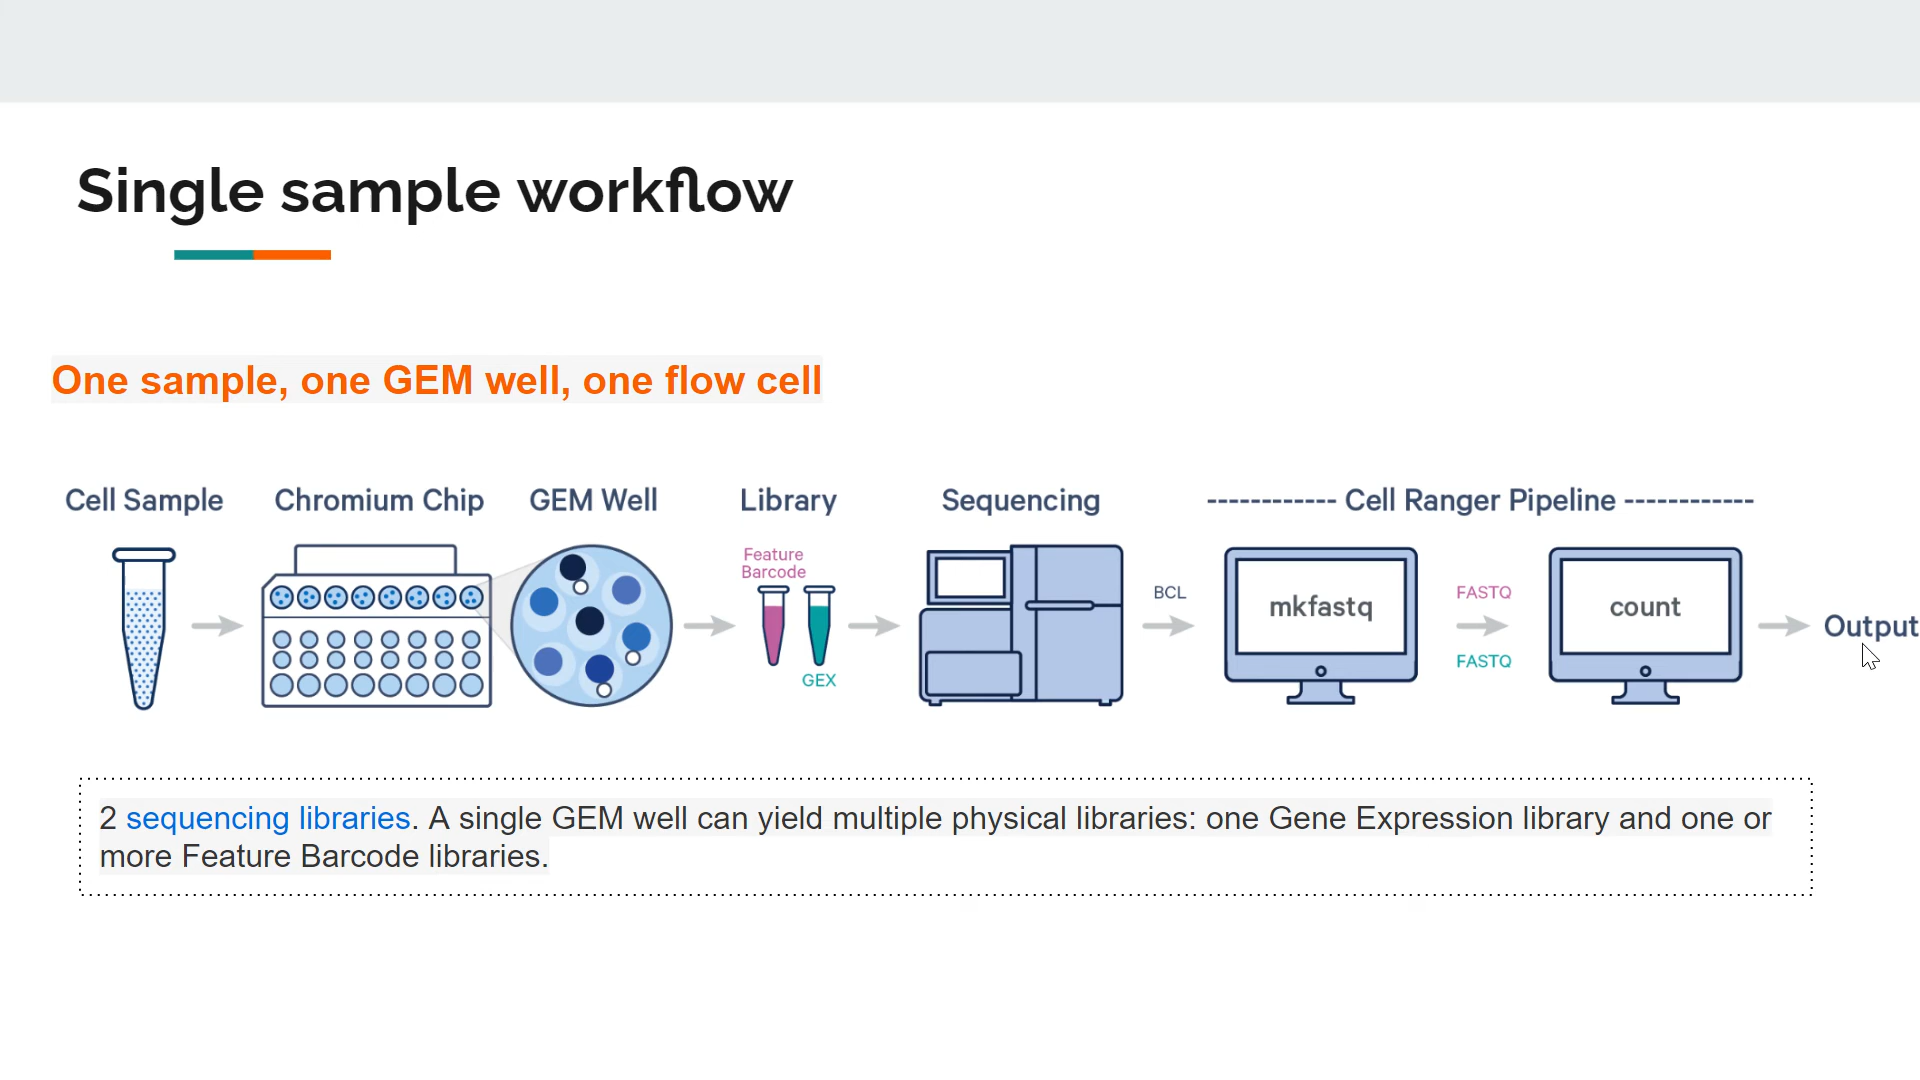 Single sample workflow
One sample, one GEM well, one flow cell
Cell Sample
Chromium Chip
GEM Well
Library
Sequencing
------------ Cell Ranger Pipeline ------------
Feature
Barcode
GEX
BCL
mkfastq
FASTQ
FASTQ
count
Output
2 sequencing libraries. A single GEM well can yield multiple physical libraries: one Gene Expression library and one or
more Feature Barcode libraries.